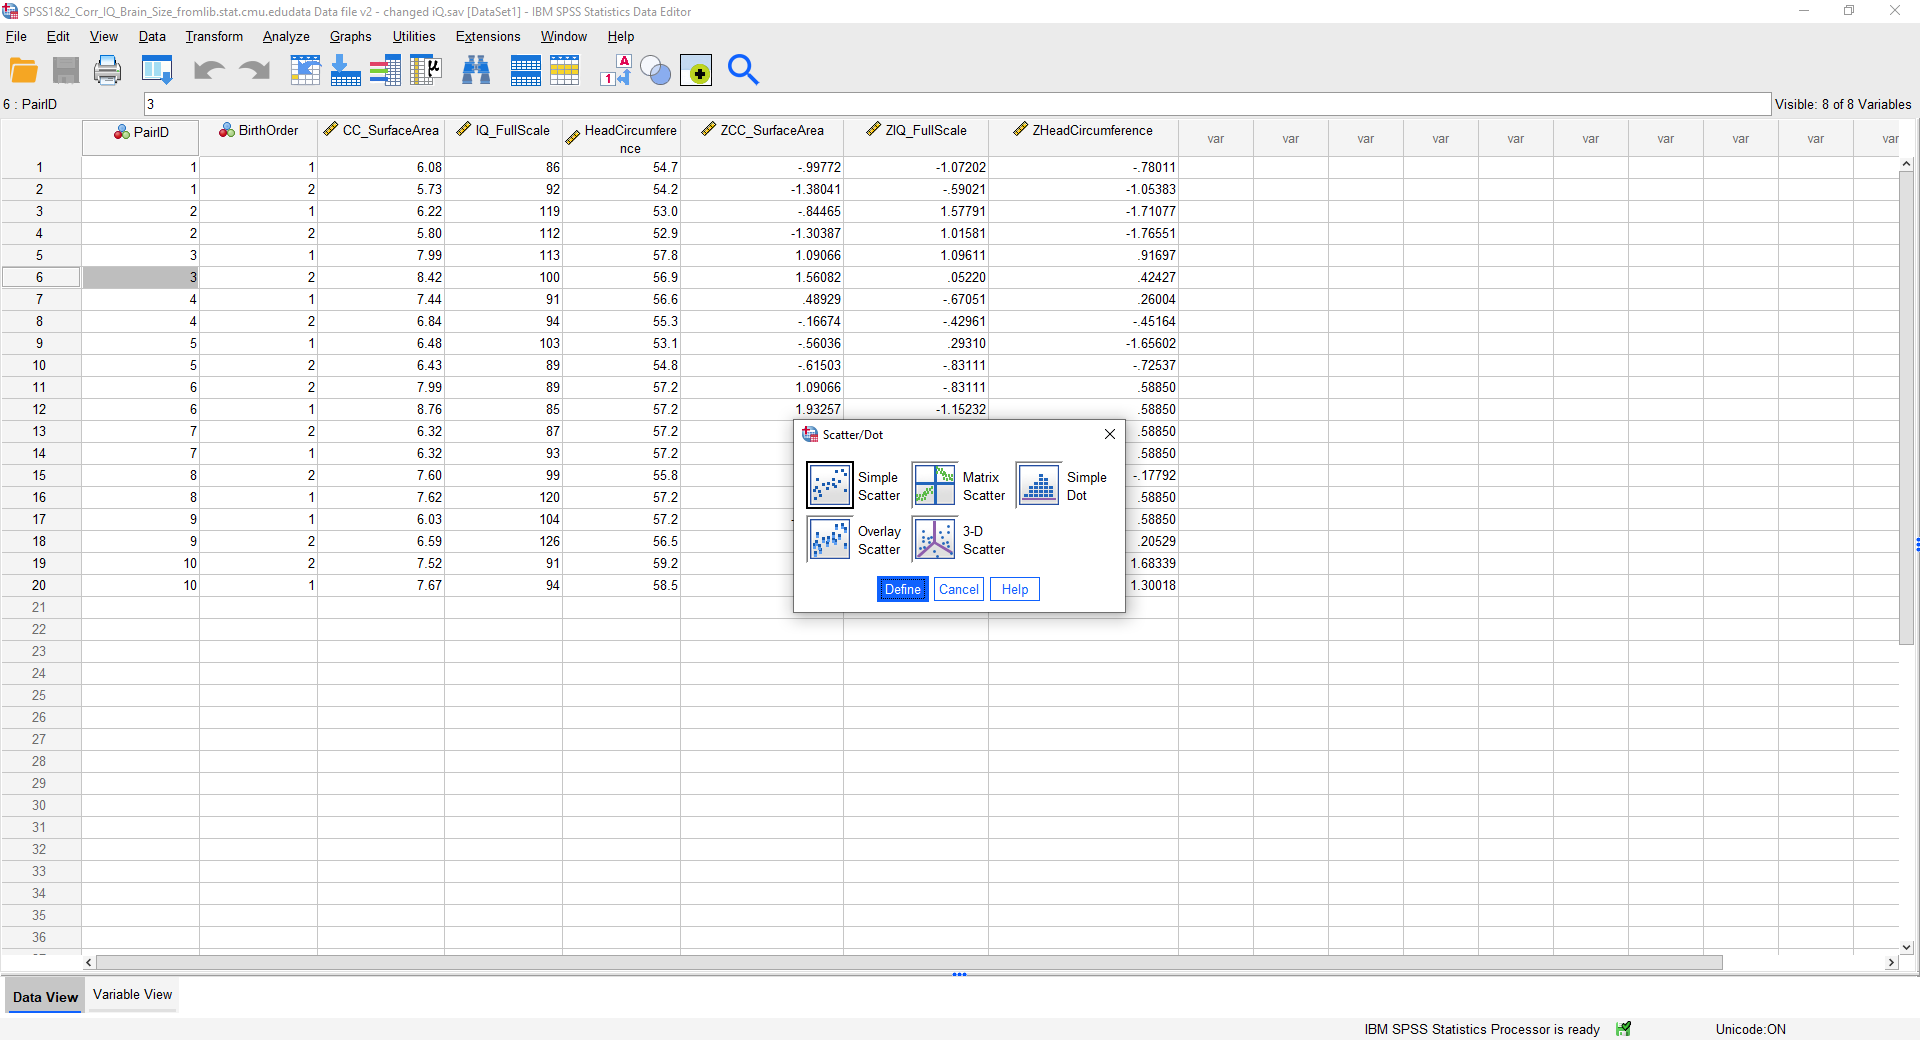 SPSS1&2_Corr_IQ_Brain_Size_fromlib.stat.cmu.edudata Data file v2 - changed iQ.sav [DataSet1] - IBM SPSS Statistics Data Editor
File Edit View Data Transform Analyze Graphs Utilities Extensions Window Help
6 : PairID 3 Visible: 8 of 8 Variables
PairID BirthOrder CC_SurfaceArea IQ_FullScale HeadCircumfere ZCC_SurfaceArea ZIQ_FullScale ZHeadCircumference var var var var var var var var var var
nce
1 1 1 6.08 86 54.7 -.99772 -1.07202 -.78011
2 1 2 5.73 92 54.2 -1.38041 -.59021 -1.05383
3 2 1 6.22 119 53.0 -.84465 1.57791 -1.71077
4 2 2 5.80 112 52.9 -1.30387 1.01581 -1.76551
5 3 1 7.99 113 57.8 1.09066 1.09611 .91697
6 3 2 8.42 100 56.9 1.56082 .05220 .42427
7 4 1 7.44 91 56.6 .48929 -.67051 .26004
8 4 2 6.84 94 55.3 -.16674 -.42961 -.45164
9 5 1 6.48 103 53.1 -.56036 .29310 -1.65602
10 5 2 6.43 89 54.8 -.61503 -.83111 -.72537
11 6 2 7.99 89 57.2 1.09066 -.83111 .58850
12 6 1 8.76 85 57.2 1.93257 -1.15232 .58850
13 7 2 6.32 87 57.2 .58850
14 7 1 6.32 93 57.2 .58850
15 8 2 7.60 99 55.8 -.17792
16 8 1 7.62 120 57.2 .58850
17 9 1 6.03 104 57.2 - .58850
18 9 2 6.59 126 56.5 .20529
19 10 2 7.52 91 59.2 1.68339
20 10 1 7.67 94 58.5 1.30018
21
22
23
24
25
26
27
28
29
30
31
32
33
34
35
36
Scatter/Dot
Simple Matrix Simple
Scatter Scatter Dot
Overlay 3-D
Scatter Scatter
Define Cancel Help
Data View Variable View
IBM SPSS Statistics Processor is ready Unicode:ON